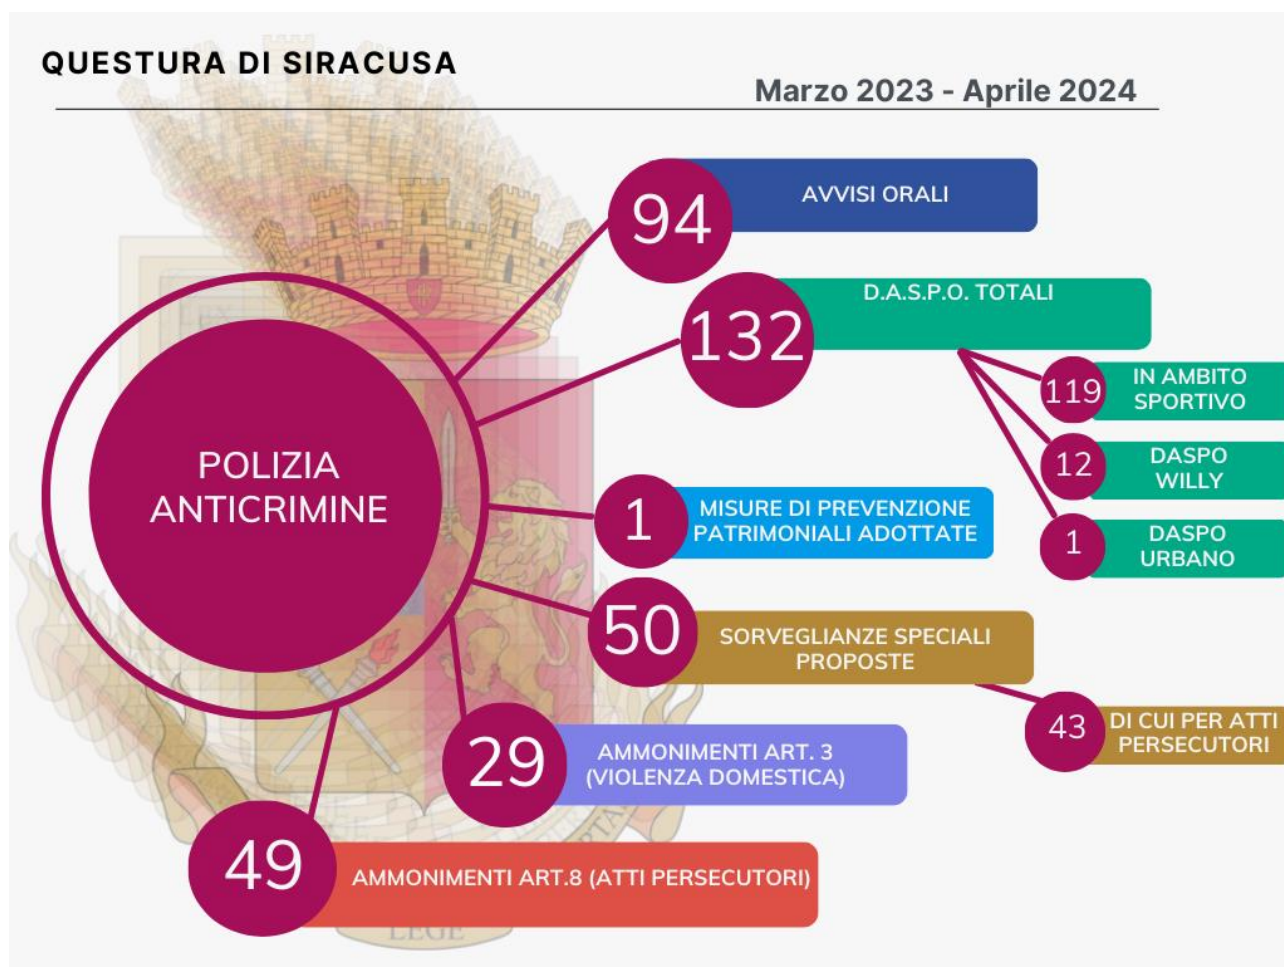 QUESTURA DI SIRACUSA
Marzo 2023 - Aprile 2024
POLIZIA
ANTICRIMINE
94
AVVISI ORALI
132
D.A.S.P.O. TOTALI
119
IN AMBITO
SPORTIVO
12
DASPO
WILLY
1
DASPO
URBANO
1
MISURE DI PREVENZIONE
PATRIMONIALI ADOTTATE
50
SORVEGLIANZE SPECIALI
PROPOSTE
43
DI CUI PER ATTI
PERSECUTORI
29
AMMONIMENTI ART. 3
(VIOLENZA DOMESTICA)
49
AMMONIMENTI ART.8 (ATTI PERSECUTORI)
LEGE